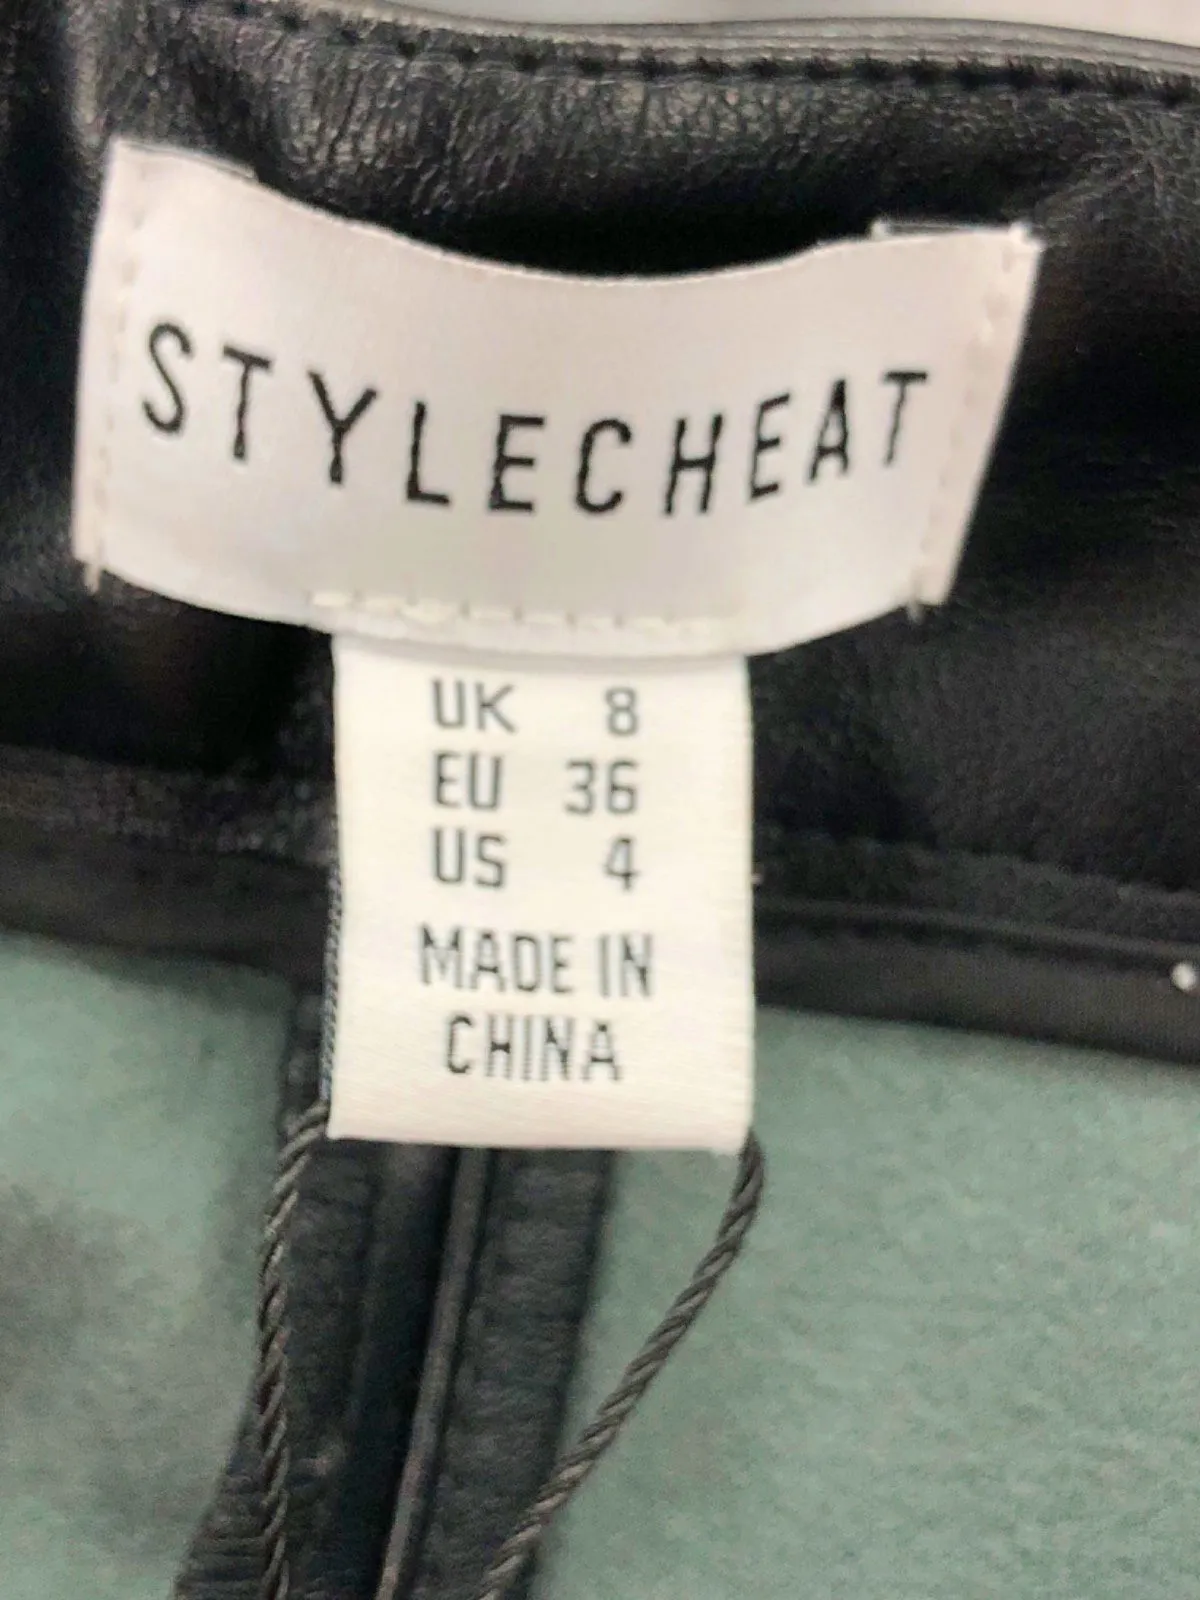 STYLECHEAT
UK 8
EU 36
US 4
MADE IN
CHINA